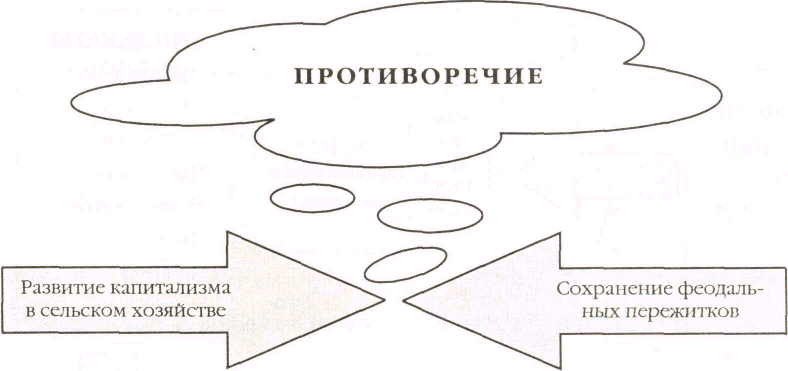 ПРОТИВОРЕЧИЕ
Развитие капитализма
в сельском хозяйстве
Сохранение феодаль-
ных пережитков